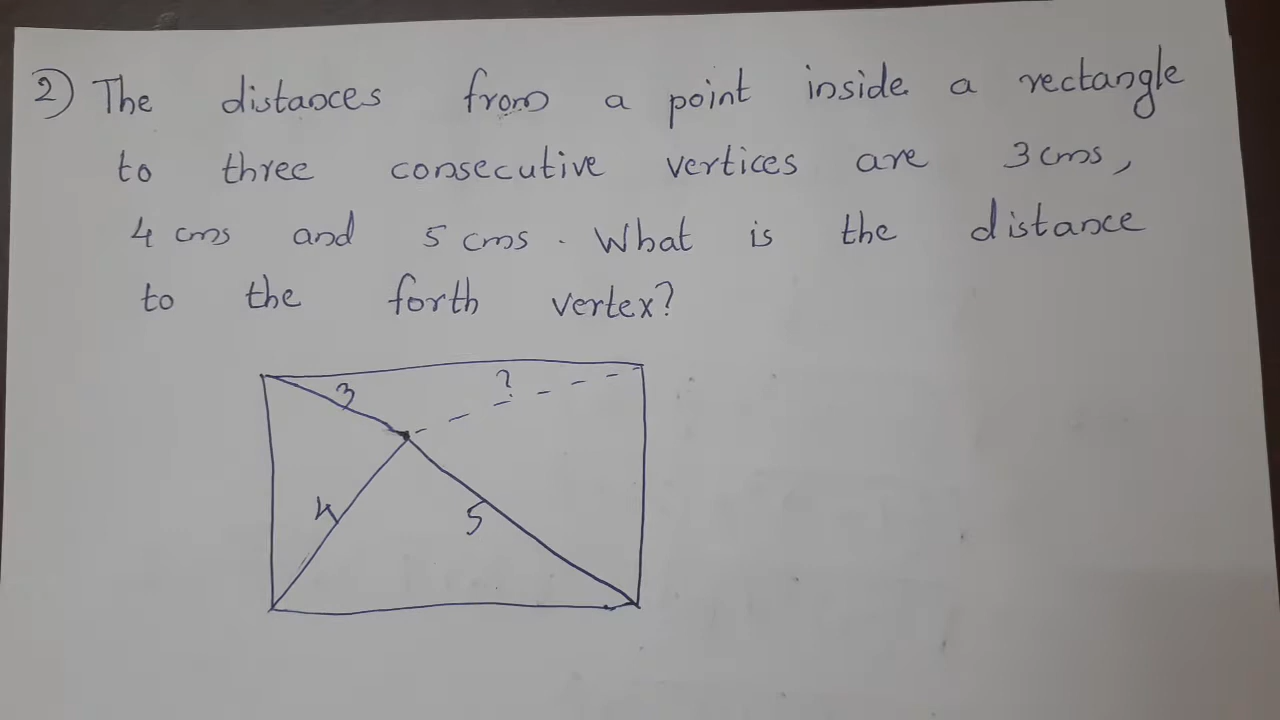 2) The distances from a point inside a rectangle
to three consecutive vertices are 3 cms,
4 cms and 5 cms. What is the distance
to the forth vertex?
3 ?
4 5